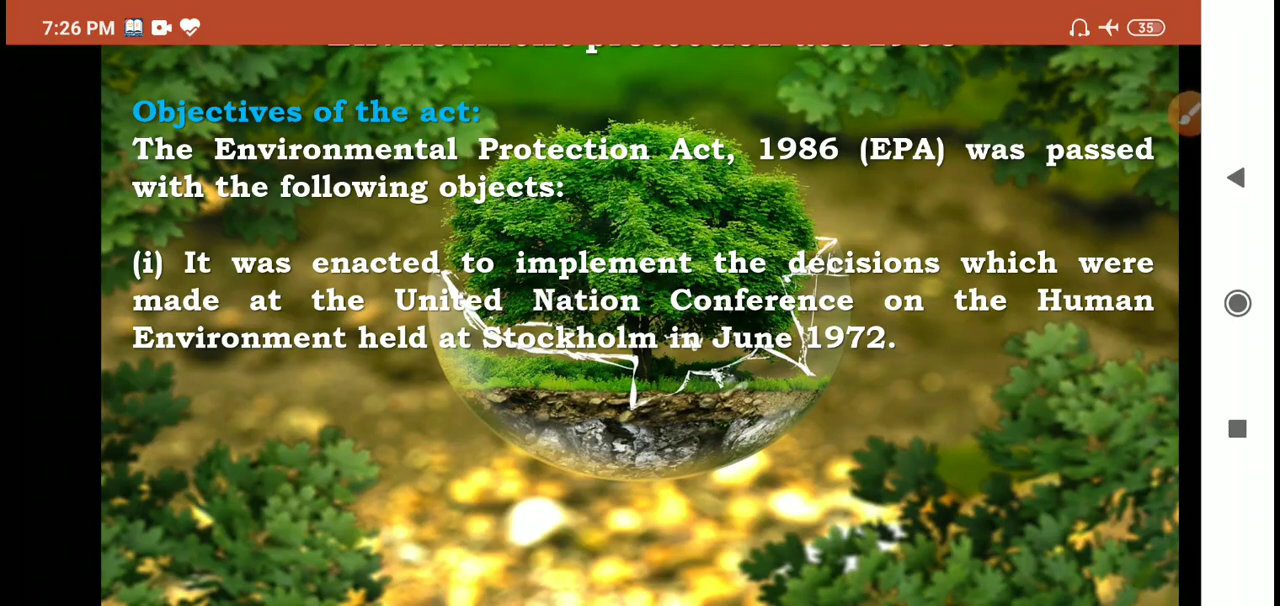 7:26 PM
35
Objectives of the act:
The Environmental Protection Act, 1986 (EPA) was passed
with the following objects:
(i) It was enacted to implement the decisions which were
made at the United Nation Conference on the Human
Environment held at Stockholm in June 1972.